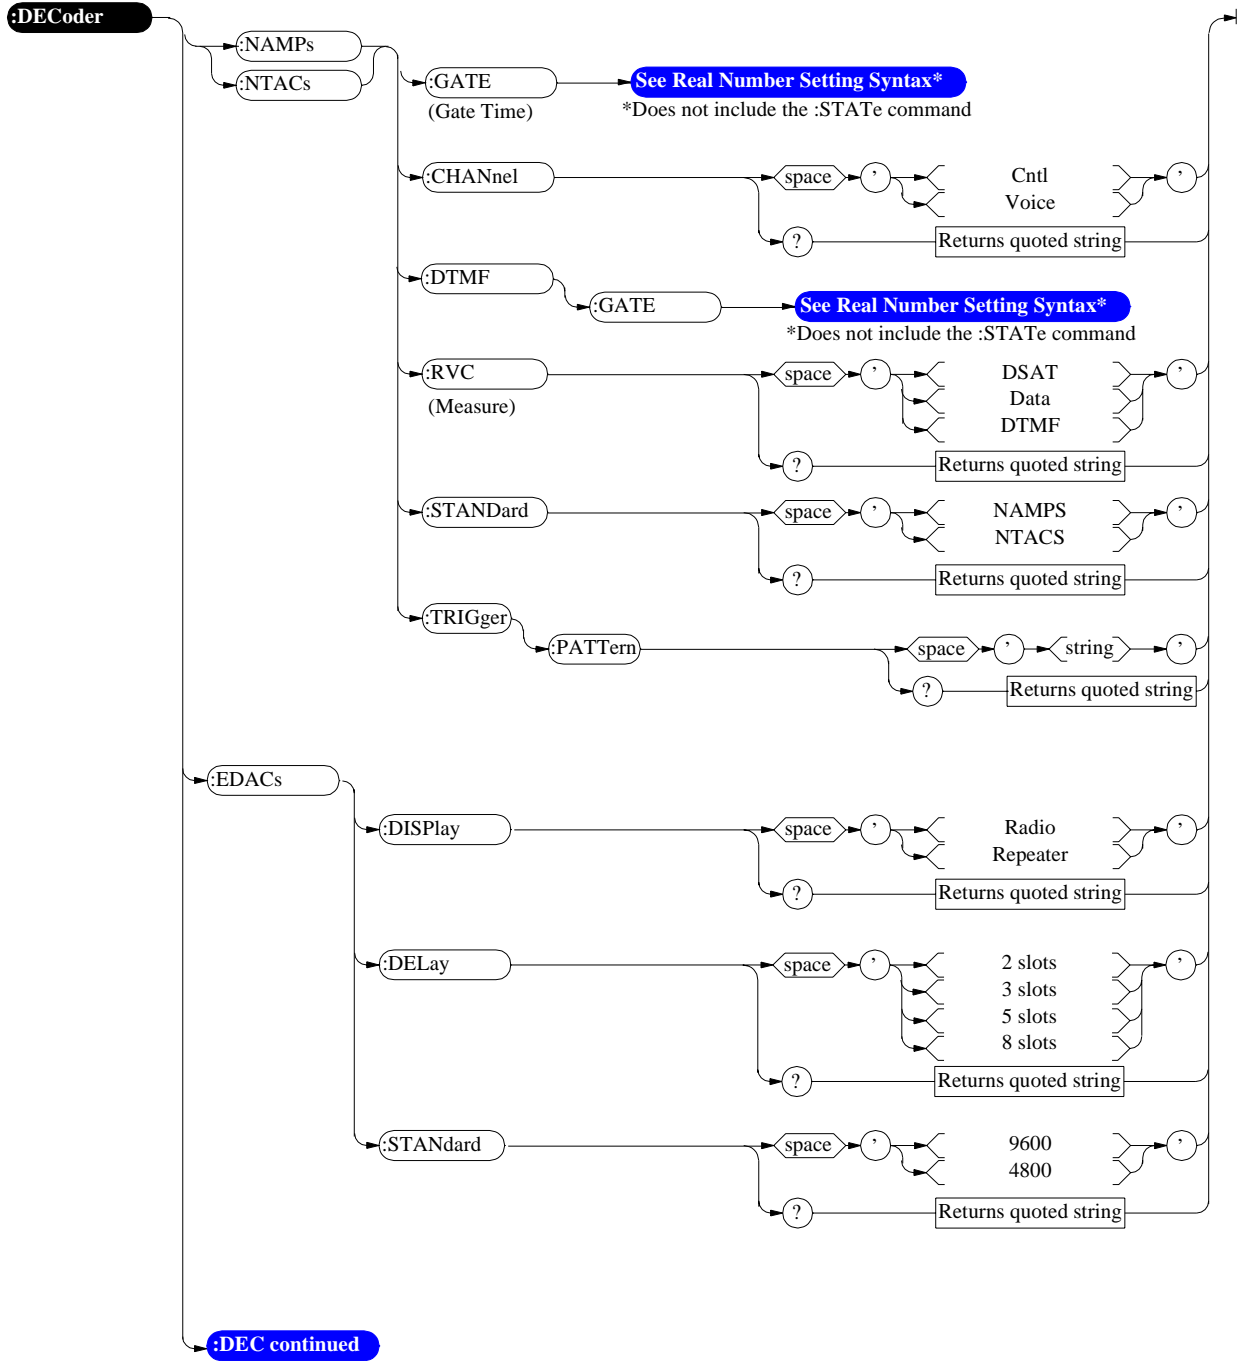 :DECoder
:NAMPs
:NTACs
:GATE
(Gate Time)
See Real Number Setting Syntax*
*Does not include the :STATe command
:CHANnel
space
’
Cntl
Voice
’
?
Returns quoted string
:DTMF
:GATE
See Real Number Setting Syntax*
*Does not include the :STATe command
:RVC
(Measure)
space
’
DSAT
Data
DTMF
’
?
Returns quoted string
:STANDard
space
’
NAMPS
NTACS
’
?
Returns quoted string
:TRIGger
:PATTern
space
’
string
’
?
Returns quoted string
:EDACs
:DISPlay
space
’
Radio
Repeater
’
?
Returns quoted string
:DELay
space
’
2 slots
3 slots
5 slots
8 slots
’
?
Returns quoted string
:STANdard
space
’
9600
4800
’
?
Returns quoted string
:DEC continued